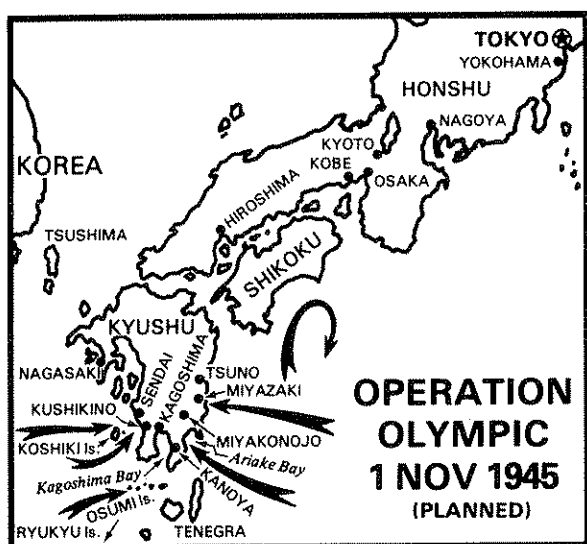 TOKYO
YOKOHAMA
HONSHU
NAGOYA
KYOTO
KOBE
OSAKA
KOREA
HIROSHIMA
TSUSHIMA
SHIKOKU
KYUSHU
NAGASAKI
SENDAI
KAGOSHIMA
TSUNO
MIYAZAKI
KUSHIKINO
MIYAKONOJO
KOSHIKI Is.
Ariake Bay
Kagoshima Bay
KANOYA
OSUMI Is.
RYUKYU Is.
TENEGRA
OPERATION
OLYMPIC
1 NOV 1945
(PLANNED)